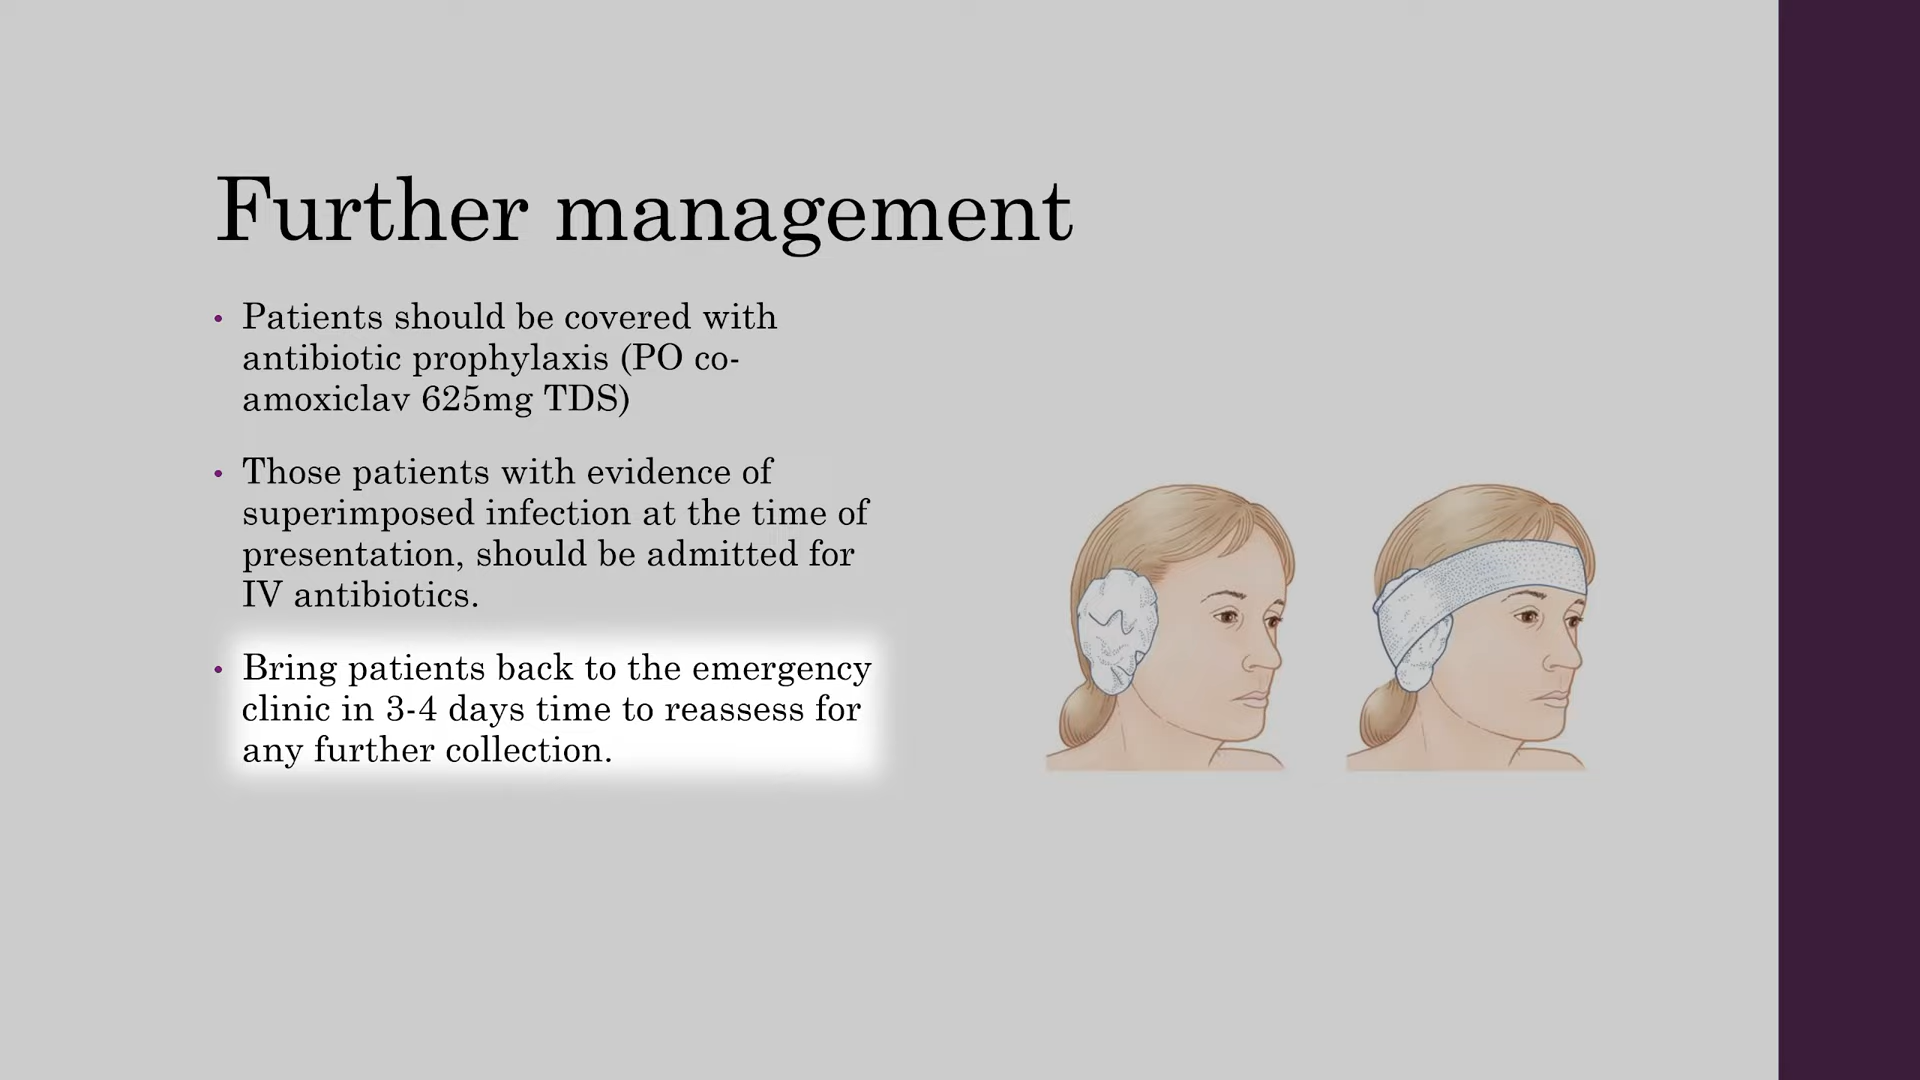 Further management
• Patients should be covered with
antibiotic prophylaxis (PO co-
amoxiclav 625mg TDS)
• Those patients with evidence of
superimposed infection at the time of
presentation, should be admitted for
IV antibiotics.
• Bring patients back to the emergency
clinic in 3-4 days time to reassess for
any further collection.